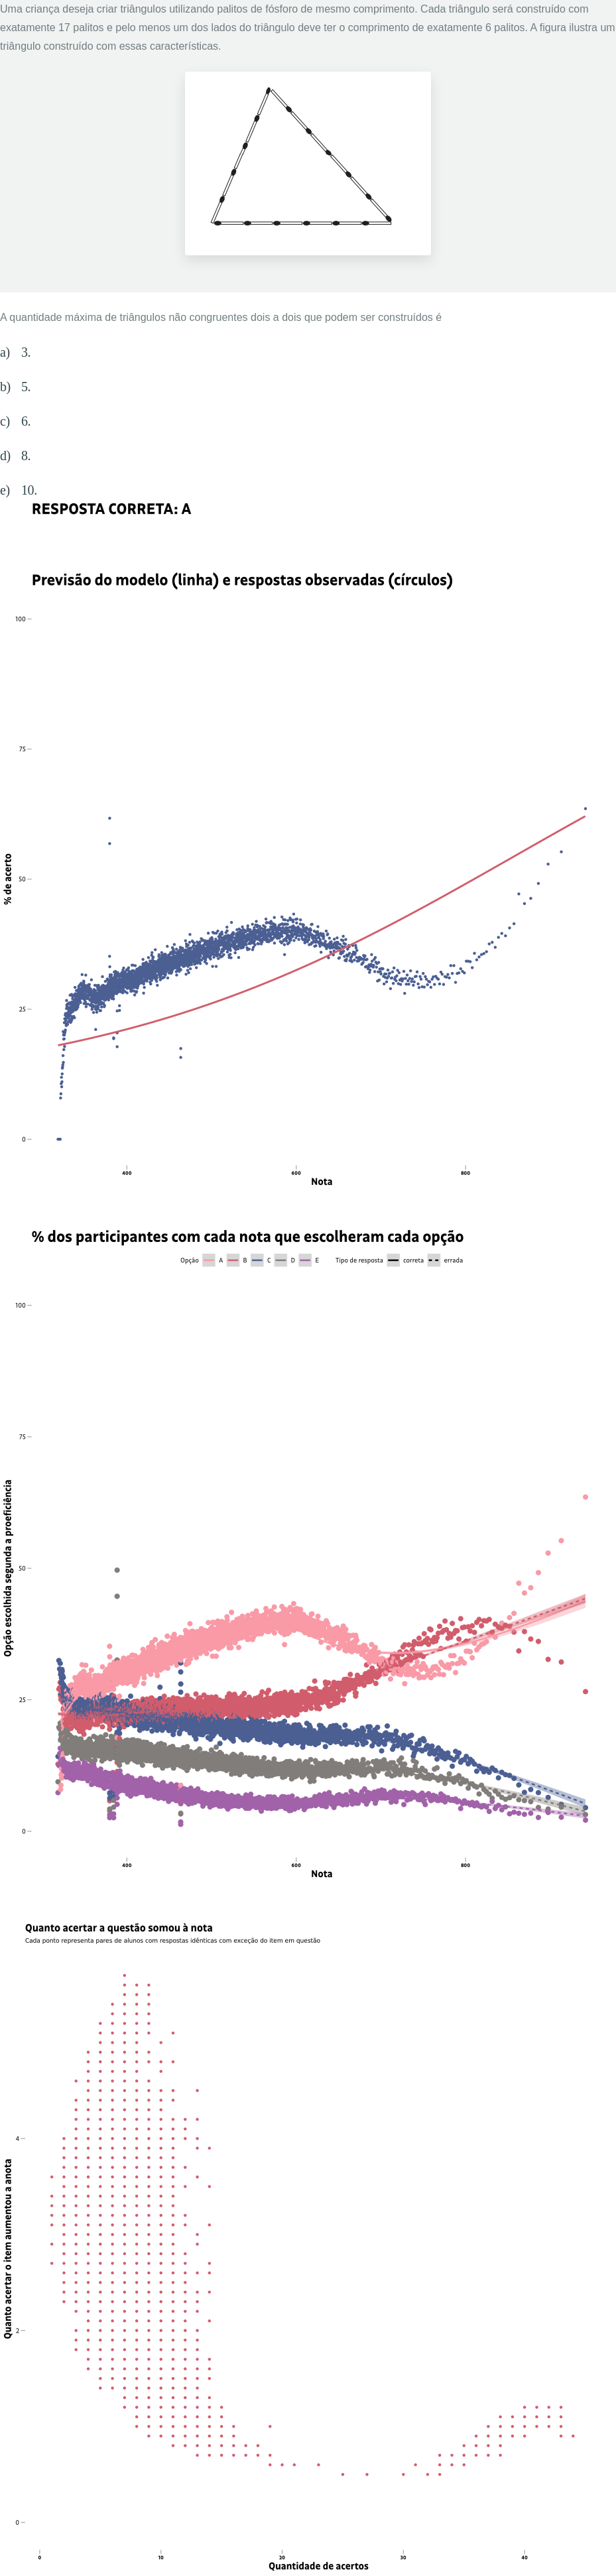 Uma criança deseja criar triângulos utilizando palitos de fósforo de mesmo comprimento. Cada triângulo será construído com
exatamente 17 palitos e pelo menos um dos lados do triângulo deve ter o comprimento de exatamente 6 palitos. A figura ilustra um
triângulo construído com essas características.
A quantidade máxima de triângulos não congruentes dois a dois que podem ser construídos é
a) 3.
b) 5.
c) 6.
d) 8.
e) 10.
RESPOSTA CORRETA: A
Previsão do modelo (linha) e respostas observadas (círculos)
100
75
50
25
0
% de acerto
400 600 800
Nota
% dos participantes com cada nota que escolheram cada opção
Opção A B C D E Tipo de resposta correta errada
100
75
50
25
0
Opção escolhida segunda a proeficiência
400 600 800
Nota
Quanto acertar a questão somou à nota
Cada ponto representa pares de alunos com respostas idênticas com exceção do item em questão
4
2
0
Quanto acertar o item aumentou a anota
0 10 20 30 40
Quantidade de acertos